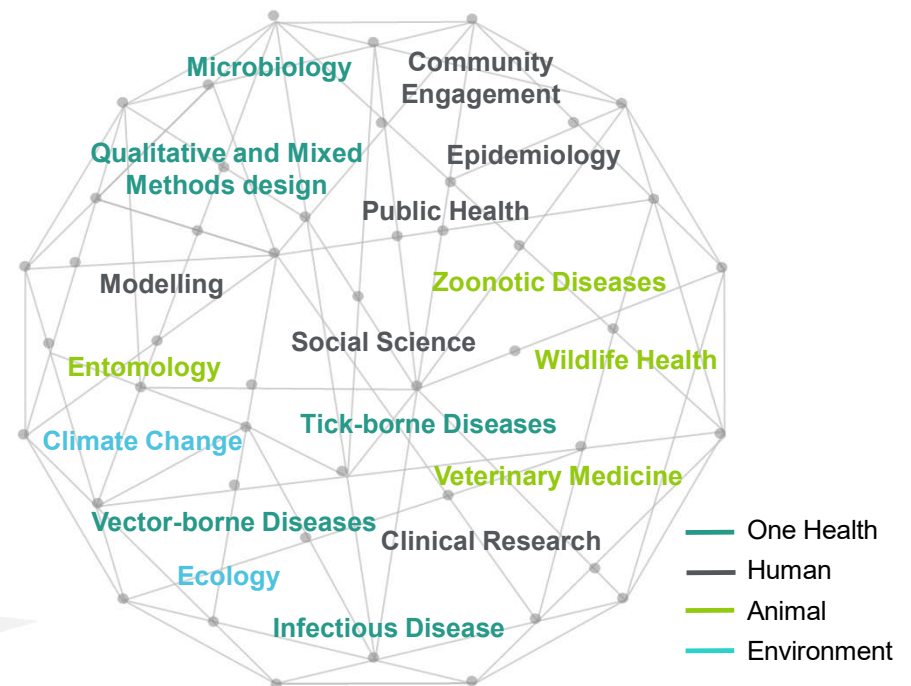 Microbiology
Community
Engagement
Qualitative and Mixed
Methods design
Epidemiology
Public Health
Modelling
Zoonotic Diseases
Social Science
Entomology
Wildlife Health
Tick-borne Diseases
Climate Change
Veterinary Medicine
Vector-borne Diseases
Clinical Research
Ecology
Infectious Disease
One Health
Human
Animal
Environment